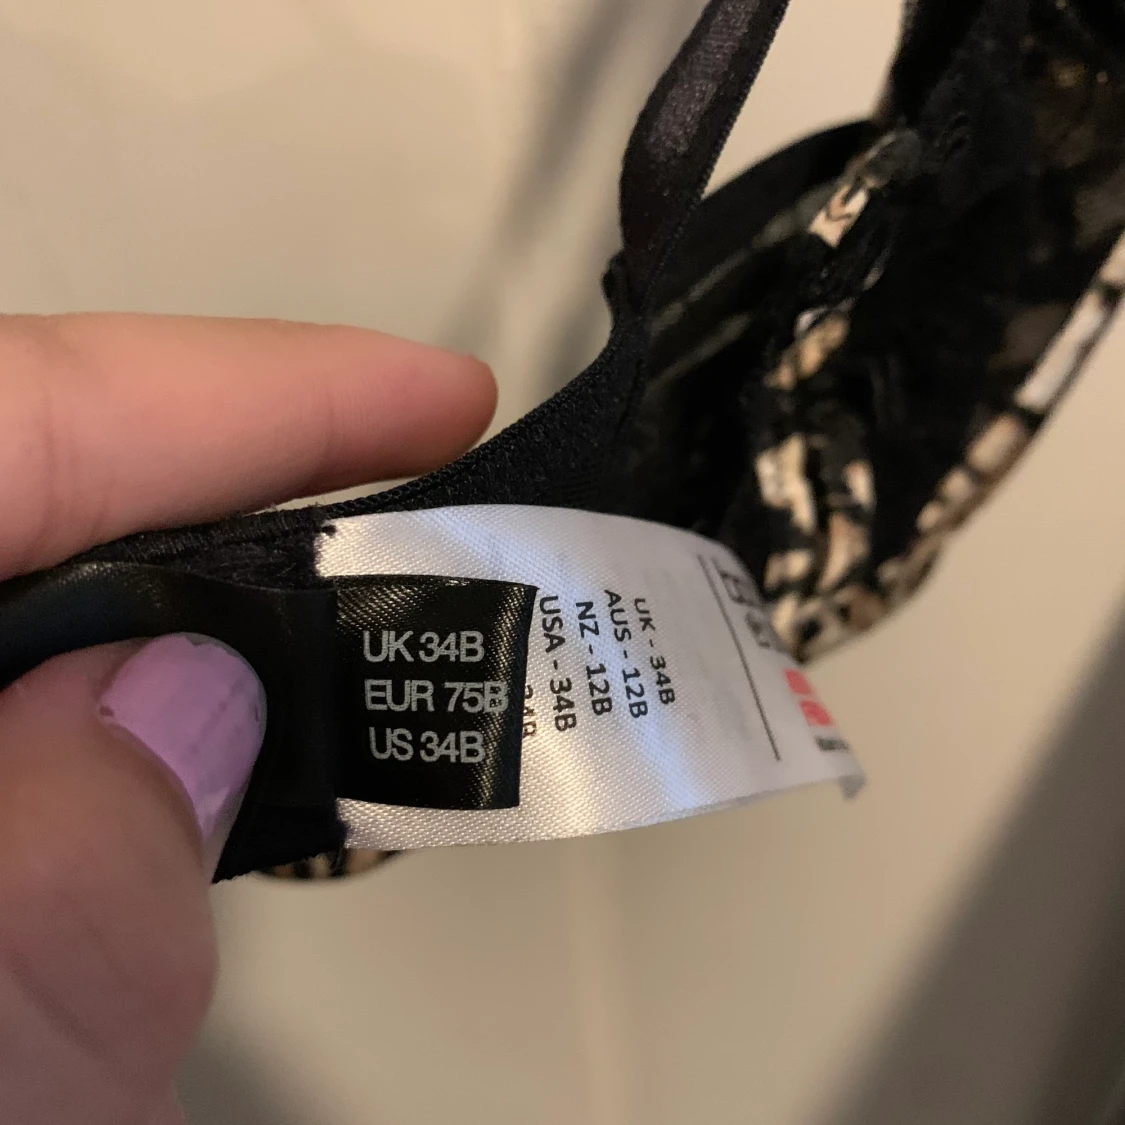 UK 34B
EUR 75B
US 34B
UK - 34B
AUS - 12B
NZ - 12B
USA - 34B